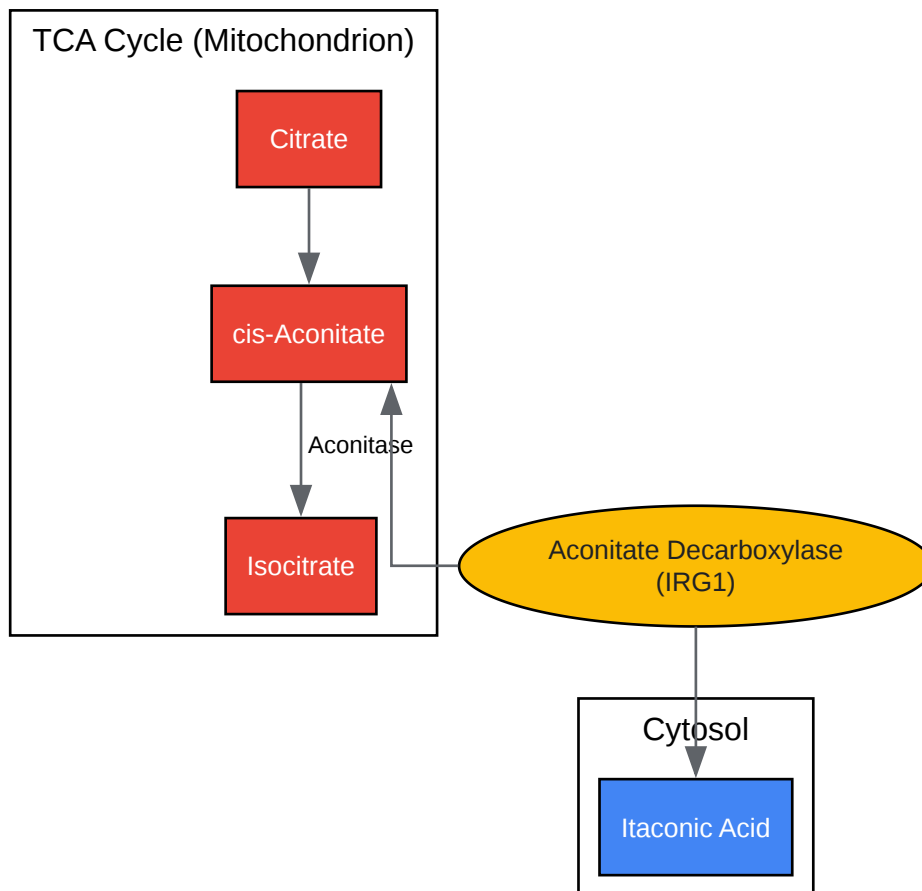 TCA Cycle (Mitochondrion)
Citrate
cis-Aconitate
Aconitase
Isocitrate
Aconitate Decarboxylase
(IRG1)
Cytosol
Itaconic Acid